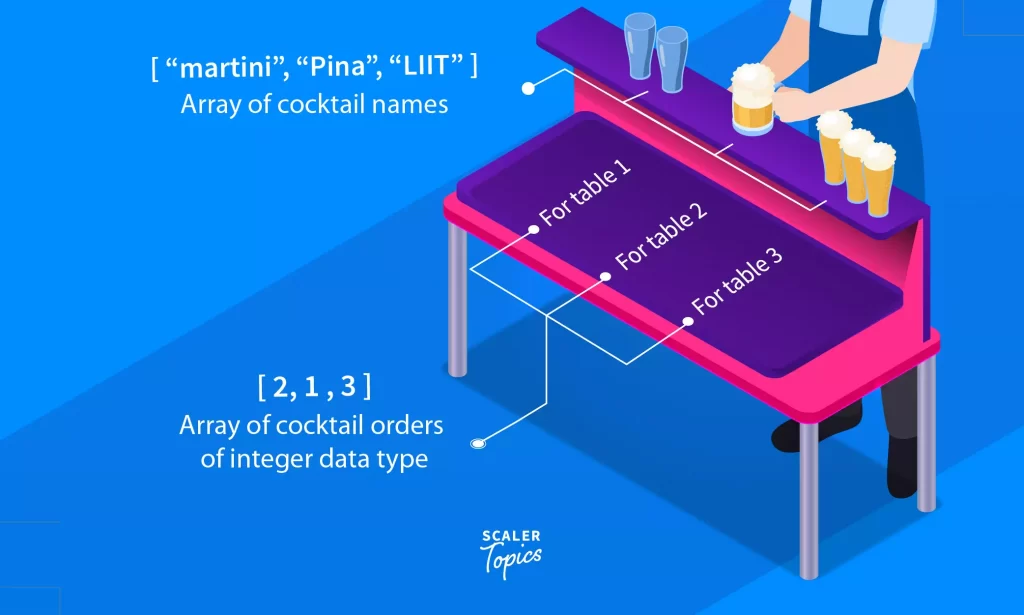 [ “martini”, “Pina”, “LIIT” ]
Array of cocktail names
For table 1
For table 2
For table 3
[ 2, 1 , 3 ]
Array of cocktail orders
of integer data type
SCALER
Topics